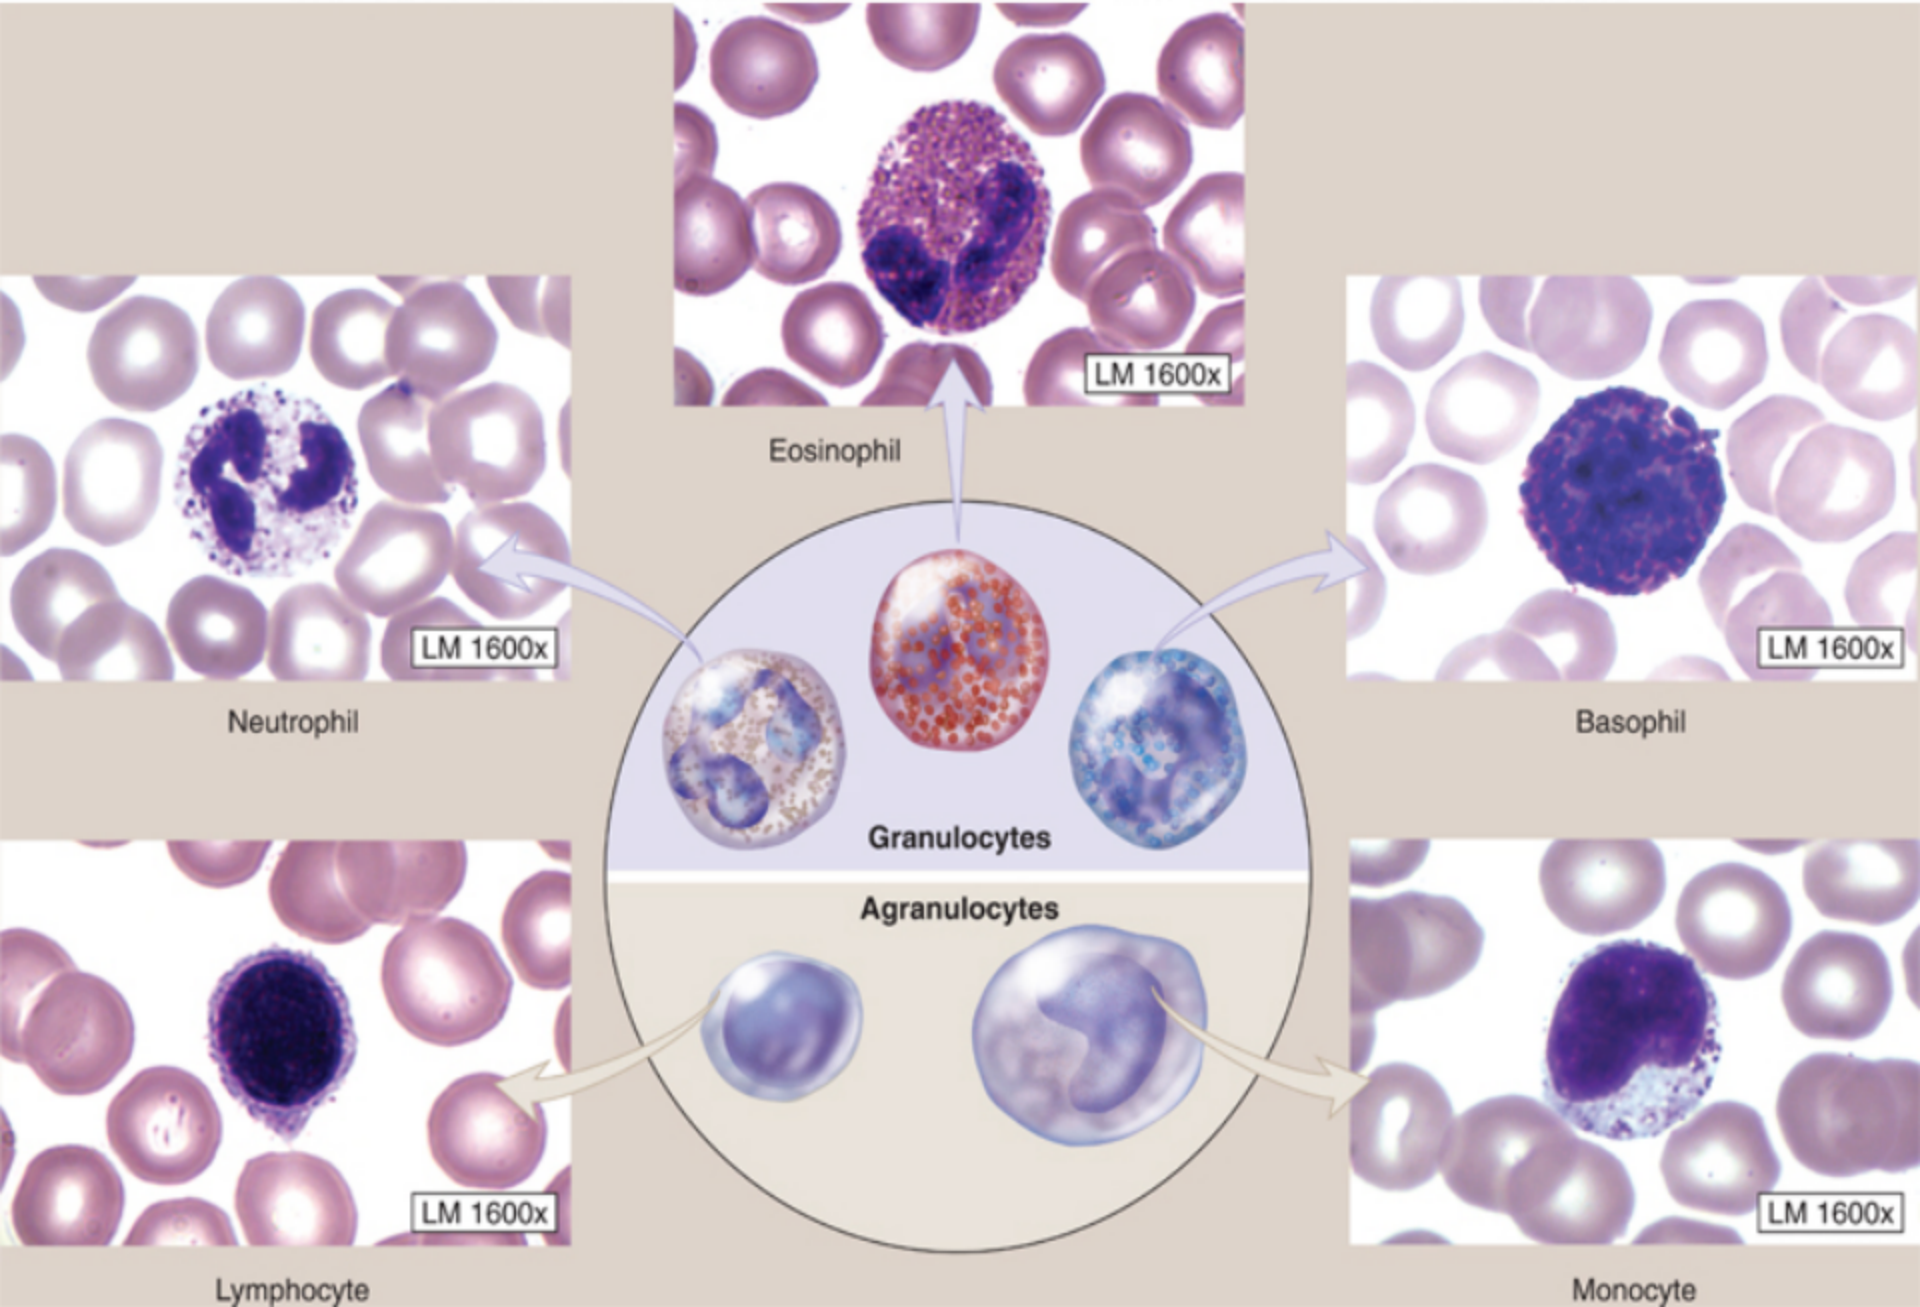 LM 1600x
Eosinophil
LM 1600x
Neutrophil
LM 1600x
Basophil
Granulocytes
Agranulocytes
LM 1600x
Lymphocyte
LM 1600x
Monocyte